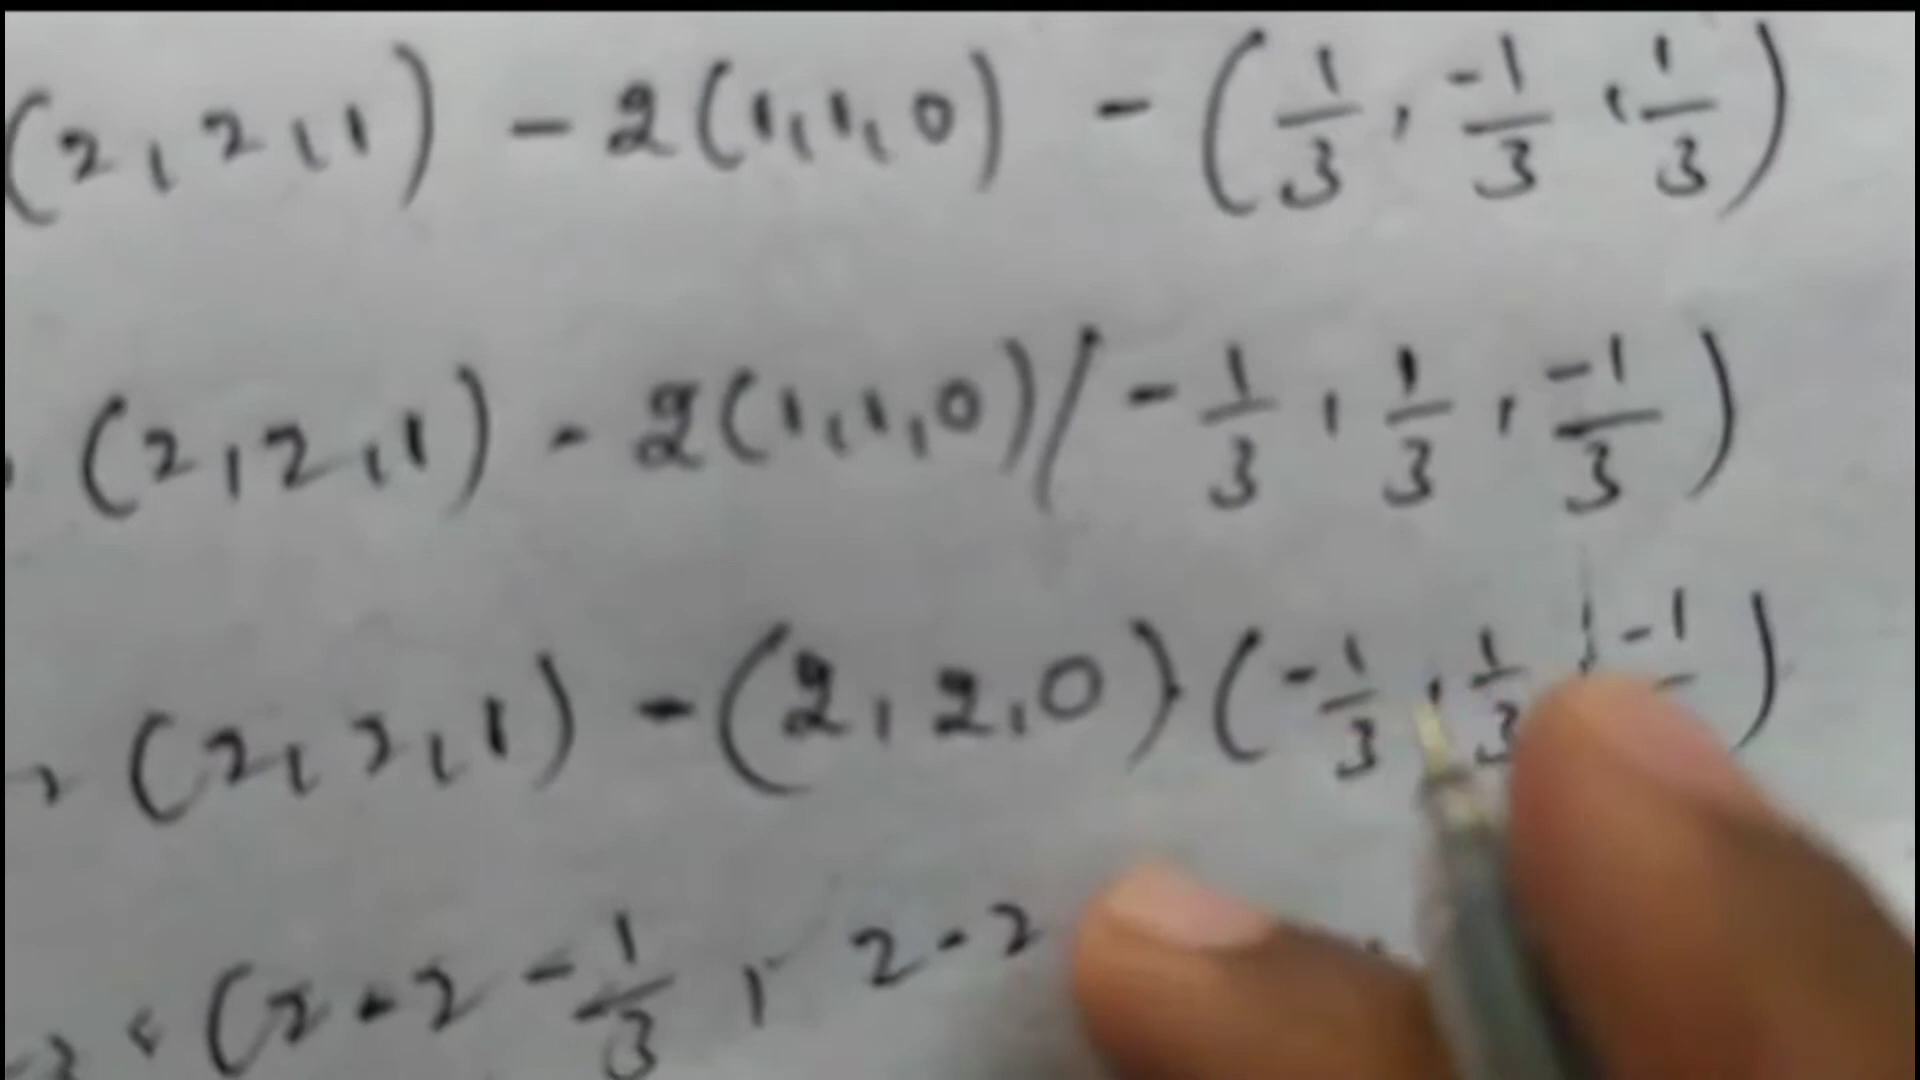 (2, 2, 1) - 2(1, 1, 0) - (1/3, -1/3, 1/3)
(2, 2, 1) - 2(1, 1, 0) (-1/3, 1/3, -1/3)
(2, 2, 1) - (2, 2, 0) (-1/3, 1/3, -1/
(2 - 2 - 1/3, 2 - 2